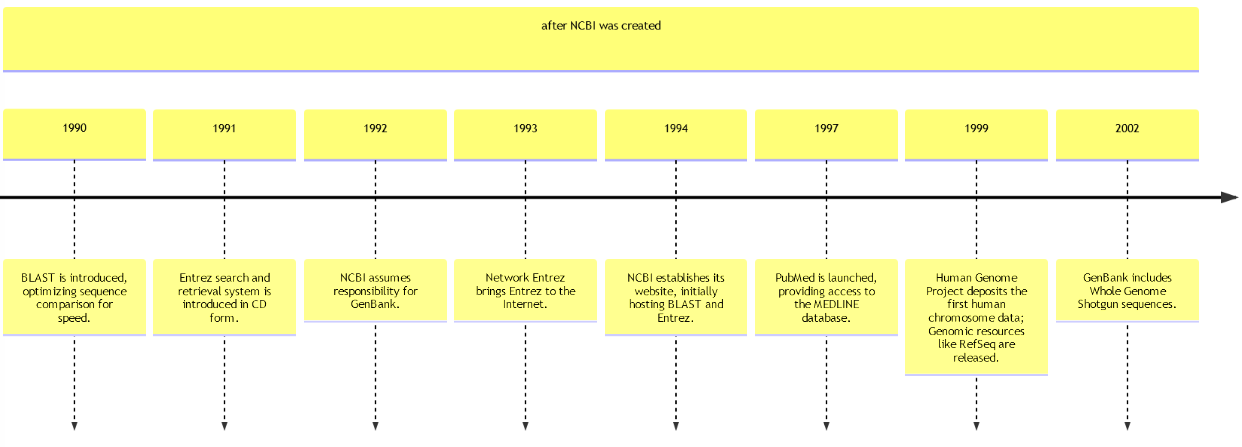 after NCBI was created
1990
1991
1992
1993
1994
1997
1999
2002
BLAST is introduced,
optimizing sequence
comparison for
speed.
Entrez search and
retrieval system is
introduced in CD
form.
NCBI assumes
responsibility for
GenBank.
Network Entrez
brings Entrez to the
Internet.
NCBI establishes its
website, initially
hosting BLAST and
Entrez.
PubMed is launched,
providing access to
the MEDLINE
database.
Human Genome
Project deposits the
first human
chromosome data;
Genomic resources
like RefSeq are
released.
GenBank includes
Whole Genome
Shotgun sequences.